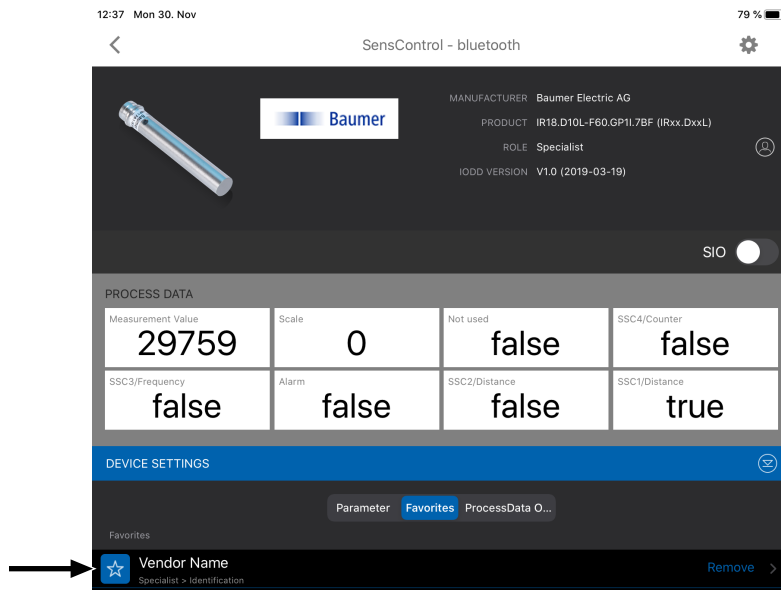 12:37 Mon 30. Nov 79 %
SensControl - bluetooth
Baumer
MANUFACTURER Baumer Electric AG
PRODUCT IR18.D10L-F60.GP1I.7BF (IRxx.DxxL)
ROLE Specialist
IODD VERSION V1.0 (2019-03-19)
SIO
PROCESS DATA
Measurement Value
29759
Scale
0
Not used
false
SSC4/Counter
false
SSC3/Frequency
false
Alarm
false
SSC2/Distance
false
SSC1/Distance
true
DEVICE SETTINGS
Parameter Favorites ProcessData O...
Favorites
Vendor Name
Specialist > Identification
Remove